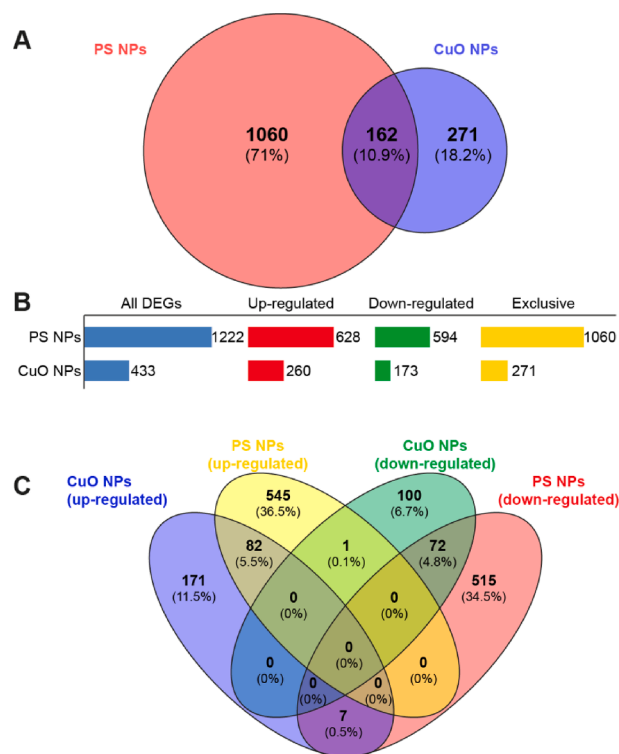 A
PS NPs
CuO NPs
1060
(71%)
162
(10.9%)
271
(18.2%)
B
All DEGs
Up-regulated
Down-regulated
Exclusive
PS NPs
1222
628
594
1060
CuO NPs
433
260
173
271
C
CuO NPs
(up-regulated)
PS NPs
(up-regulated)
CuO NPs
(down-regulated)
PS NPs
(down-regulated)
545
(36.5%)
100
(6.7%)
82
(5.5%)
1
(0.1%)
72
(4.8%)
171
(11.5%)
515
(34.5%)
0
(0%)
0
(0%)
0
(0%)
0
(0%)
0
(0%)
0
(0%)
0
(0%)
7
(0.5%)